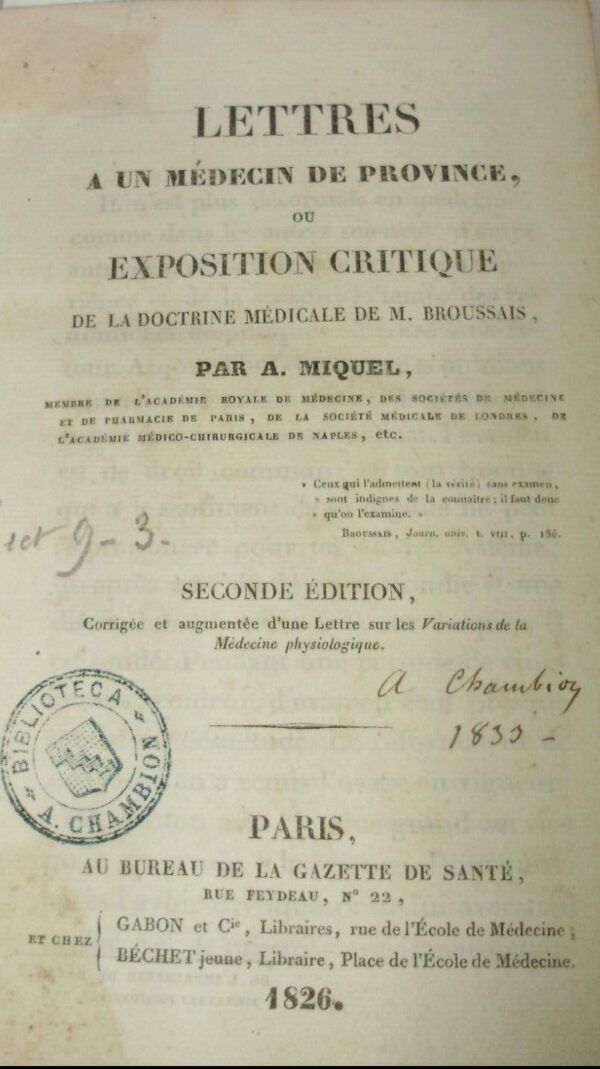 LETTRES
A UN MÉDECIN DE PROVINCE,
OU
EXPOSITION CRITIQUE
DE LA DOCTRINE MÉDICALE DE M. BROUSSAIS,
PAR A. MIQUEL,
MEMBRE DE L'ACADÉMIE ROYALE DE MÉDECINE, DES SOCIÉTÉS DE MÉDECINE
ET DE PHARMACIE DE PARIS, DE LA SOCIÉTÉ MÉDICALE DE LONDRES, DE
L'ACADÉMIE MÉDICO-CHIRURGICALE DE NAPLES, etc.
« Ceux qui l'admettent (la vérité) sans examen,
» sont indignes de la connaître; il faut donc
» qu'on l'examine. »
BROUSSAIS, Journ. univ. t. VIII, p. 186.
9-3-
SECONDE ÉDITION,
Corrigée et augmentée d'une Lettre sur les Variations de la
Médecine physiologique.
A Chambion
1833 -
BIBLIOTECA
A. CHAMBION
PARIS,
AU BUREAU DE LA GAZETTE DE SANTÉ,
RUE FEYDEAU, N° 22,
ET CHEZ
GABON et Cie, Libraires, rue de l'École de Médecine;
BÉCHET jeune, Libraire, Place de l'École de Médecine.
1826.